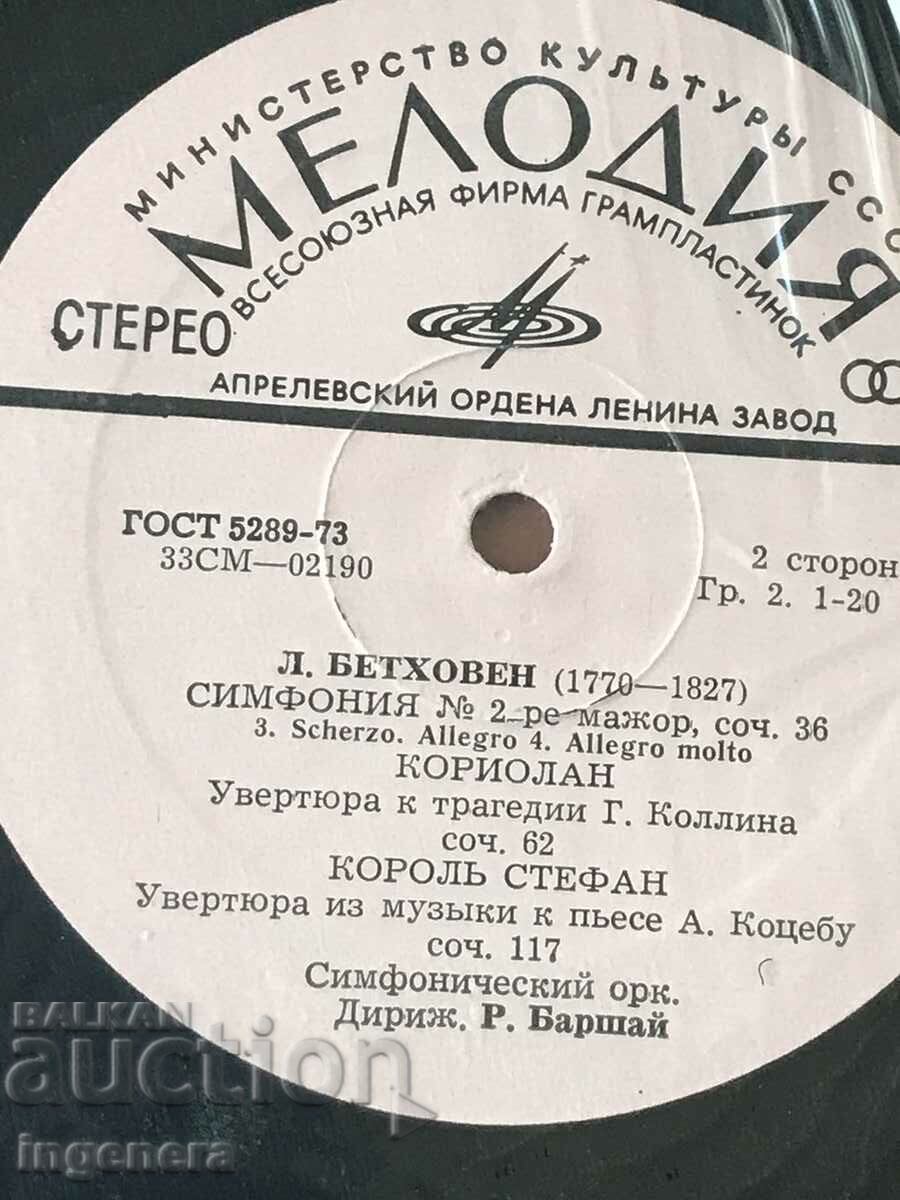 МИНИСТЕРСТВО КУЛЬТУРЫ ССС
МЕЛОДИЯ
ВСЕСОЮЗНАЯ ФИРМА ГРАМПЛАСТИНОК
СТЕРЕО
АПРЕЛЕВСКИЙ ОРДЕНА ЛЕНИНА ЗАВОД
ГОСТ 5289-73
33СМ—02190
2 сторон
Гр. 2. 1-20
Л. БЕТХОВЕН (1770—1827)
СИМФОНИЯ № 2 ре мажор, соч. 36
3. Scherzo. Allegro 4. Allegro molto
КОРИОЛАН
Увертюра к трагедии Г. Коллина
соч. 62
КОРОЛЬ СТЕФАН
Увертюра из музыки к пьесе А. Коцебу
соч. 117
Симфонический орк.
Дириж. Р. Баршай
BALKAN
auction
ingenera